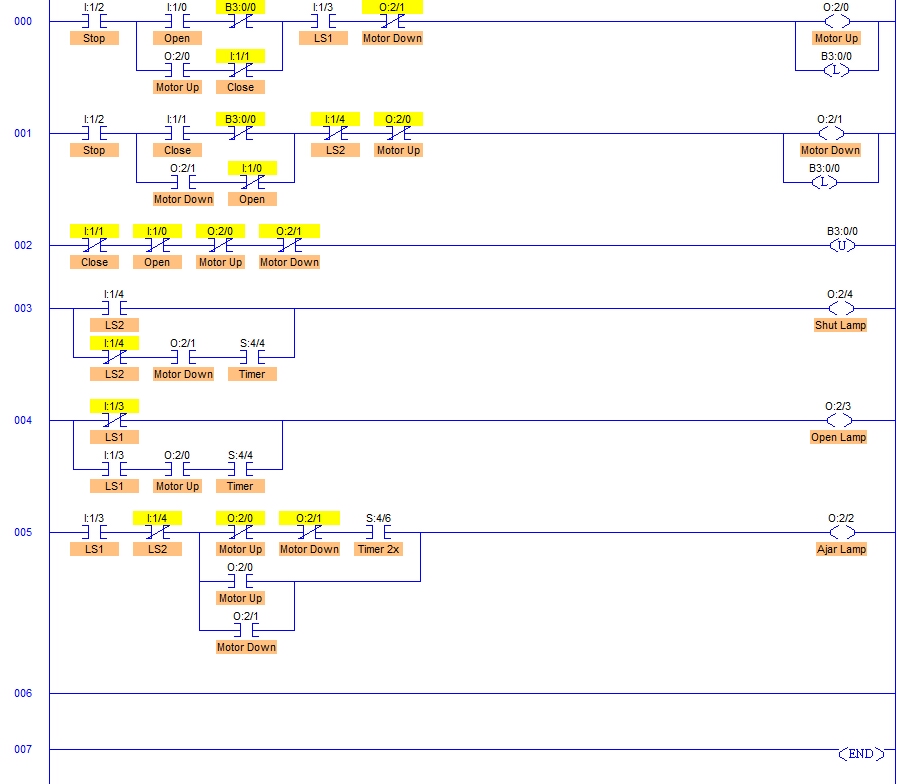 I:1/2 I:1/0 B3:0/0 I:1/3 O:2/1 O:2/0
000
Stop Open LS1 Motor Down Motor Up
O:2/0 I:1/1 B3:0/0
L
Motor Up Close
I:1/2 I:1/1 B3:0/0 I:1/4 O:2/0 O:2/1
001
Stop Close LS2 Motor Up Motor Down
O:2/1 I:1/0 B3:0/0
L
Motor Down Open
I:1/1 I:1/0 O:2/0 O:2/1 B3:0/0
002 U
Close Open Motor Up Motor Down
I:1/4 O:2/4
003
LS2 Shut Lamp
I:1/4 O:2/1 S:4/4
LS2 Motor Down Timer
I:1/3 O:2/3
004
LS1 Open Lamp
I:1/3 O:2/0 S:4/4
LS1 Motor Up Timer
I:1/3 I:1/4 O:2/0 O:2/1 S:4/6 O:2/2
005
LS1 LS2 Motor Up Motor Down Timer 2x Ajar Lamp
O:2/0
Motor Up
O:2/1
Motor Down
006
007 END